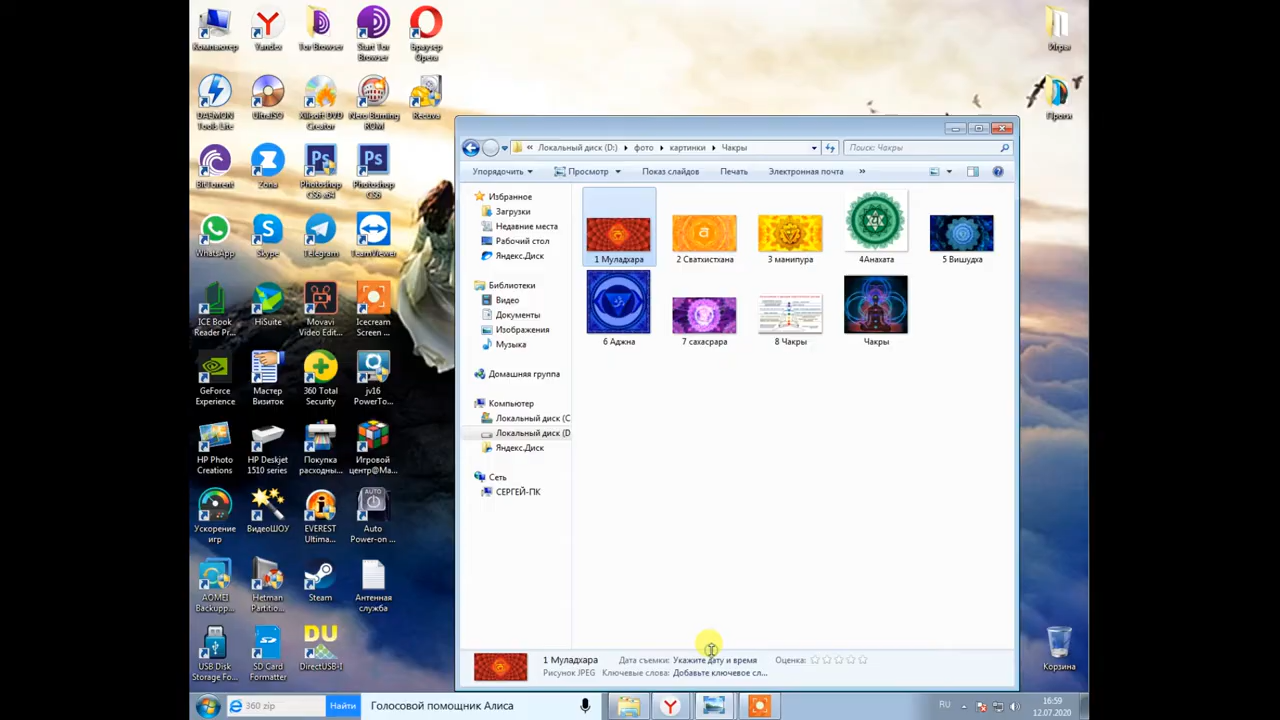 Компьютер
Yandex
Tor Browser
Start Tor
Browser
Браузер
Opera
Игры
DAEMON
Tools Lite
UltraISO
Xilisoft DVD
Creator
Nero Burning
ROM
Recuva
Проги
BitTorrent
Zona
Photoshop
CS6 x64
Photoshop
CS6
WhatsApp
Skype
Telegram
TeamViewer
ICE Book
Reader Pr...
HiSuite
Movavi
Video Edit...
Icecream
Screen ...
GeForce
Experience
Мастер
Визиток
360 Total
Security
jv16
PowerTo...
HP Photo
Creations
HP Deskjet
1510 series
Покупка
расходны...
Игровой
центр@Ma...
Ускорение
игр
ВидеоШОУ
EVEREST
Ultima...
AUTO
Auto
Power-on ...
AOMEI
Backupp...
Hetman
Partitio...
Steam
Антенная
служба
USB Disk
Storage Fo...
SD Card
Formatter
DU
DirectUSB-I
Корзина
« Локальный диск (D:) ▸ фото ▸ картинки ▸ Чакры
Поиск: Чакры
Упорядочить
Просмотр
Показ слайдов
Печать
Электронная почта
»
Избранное
Загрузки
Недавние места
Рабочий стол
Яндекс.Диск
Библиотеки
Видео
Документы
Изображения
Музыка
Домашняя группа
Компьютер
Локальный диск (C
Локальный диск (D
Яндекс.Диск
Сеть
СЕРГЕЙ-ПК
1 Муладхара
2 Сватхистхана
3 манипура
4Анахата
5 Вишудха
6 Аджна
7 сахасрара
8 Чакры
Чакры
1 Муладхара
Дата съемки: Укажите дату и время
Оценка:
Рисунок JPEG
Ключевые слова: Добавьте ключевое сл...
360 zip
Найти
Голосовой помощник Алиса
RU
16:59
12.07.2020